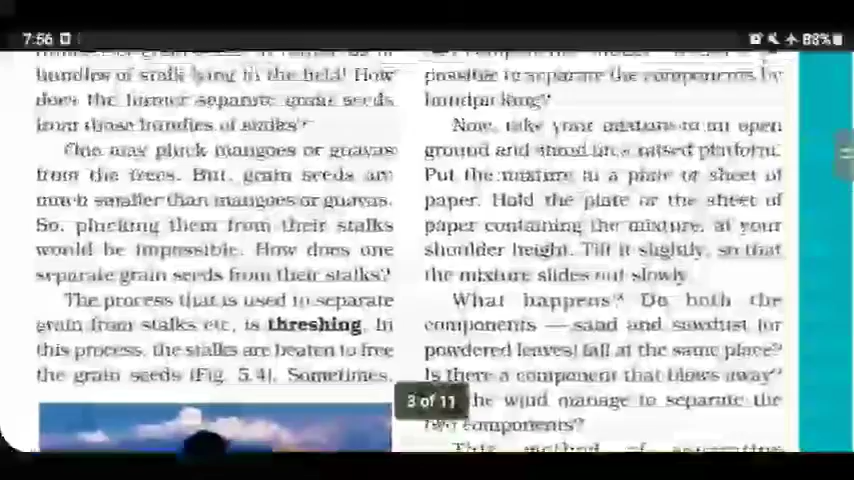 7:56
88%
bundles of stalk lying in the field! How
does the farmer separate grain seeds
from those bundles of stalks?
One may pluck mangoes or guavas
from the trees. But, grain seeds are
much smaller than mangoes or guavas.
So, plucking them from their stalks
would be impossible. How does one
separate grain seeds from their stalks?
The process that is used to separate
grain from stalks etc, is threshing. In
this process, the stalks are beaten to free
the grain seeds (Fig. 5.4). Sometimes,
possible to separate the components by
handpicking?
Now, take your mixture to an open
ground and stand on a raised platform.
Put the mixture in a plate or sheet of
paper. Hold the plate or the sheet of
paper containing the mixture, at your
shoulder height. Tilt it slightly, so that
the mixture slides out slowly.
What happens? Do both the
components — sand and sawdust (or
powdered leaves) fall at the same place?
Is there a component that blows away?
the wind manage to separate the
two components?
This method of separating
3 of 11